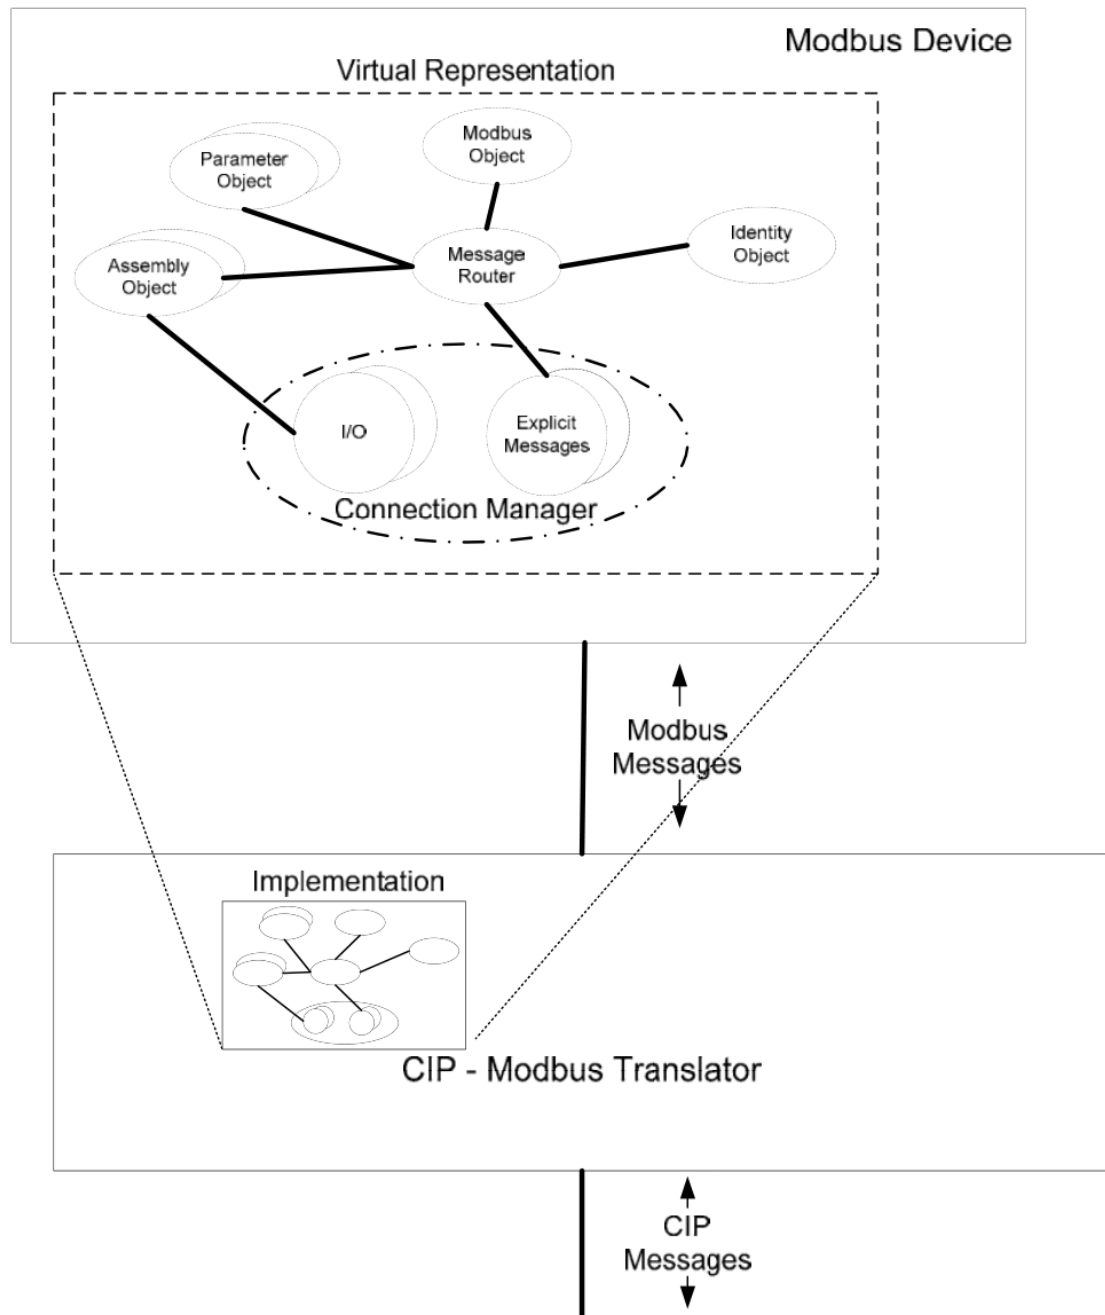 Modbus Device
Virtual Representation
Modbus
Object
Parameter
Object
Identity
Object
Message
Router
Assembly
Object
I/O
Explicit
Messages
Connection Manager
Modbus
Messages
Implementation
CIP - Modbus Translator
CIP
Messages